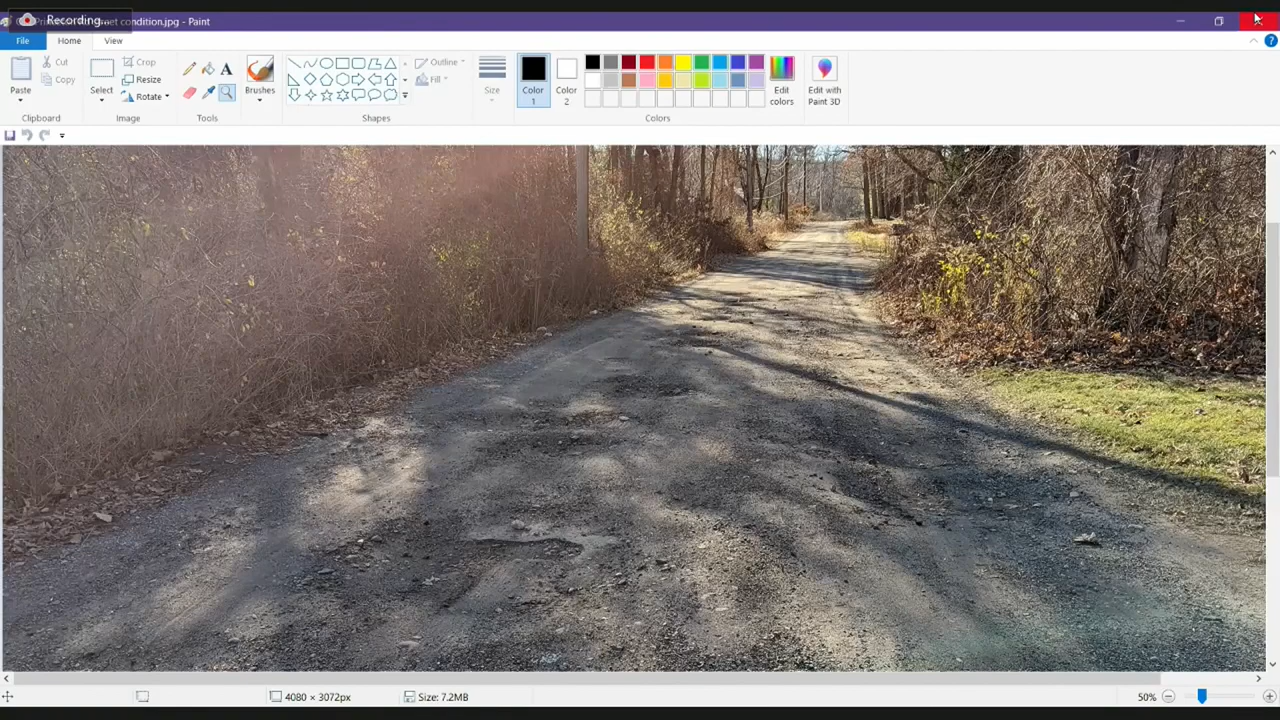 Recording...
eet condition.jpg - Paint
File
Home
View
Paste
Cut
Copy
Clipboard
Select
Crop
Resize
Rotate
Image
A
Tools
Brushes
Shapes
Outline
Fill
Size
Color
1
Color
2
Edit
colors
Edit with
Paint 3D
Colors
4080 × 3072px
Size: 7.2MB
50%